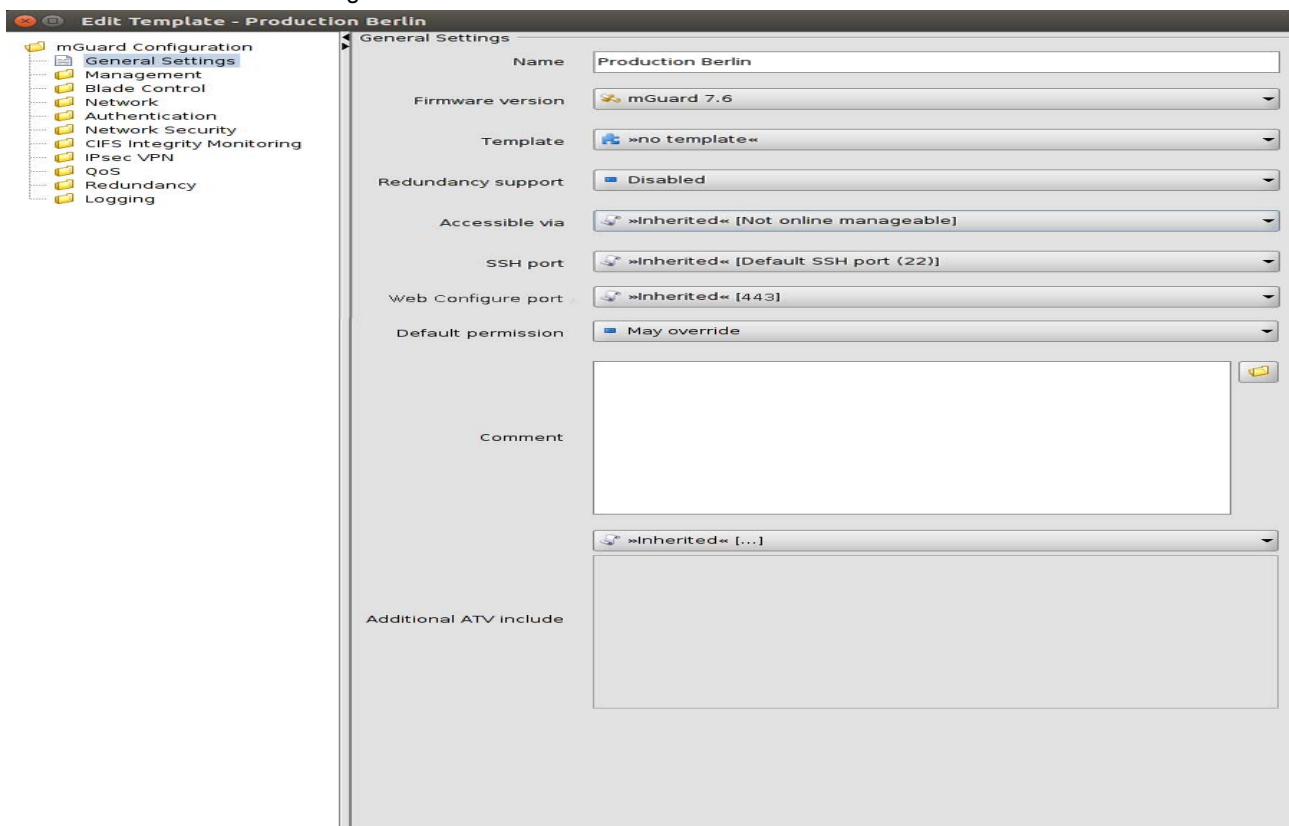 Edit Template - Production Berlin
mGuard Configuration
General Settings
Management
Blade Control
Network
Authentication
Network Security
CIFS Integrity Monitoring
IPsec VPN
QoS
Redundancy
Logging
General Settings
Name Production Berlin
Firmware version mGuard 7.6
Template »no template«
Redundancy support Disabled
Accessible via »Inherited« [Not online manageable]
SSH port »Inherited« [Default SSH port (22)]
Web Configure port »Inherited« [443]
Default permission May override
Comment
»Inherited« [...]
Additional ATV include